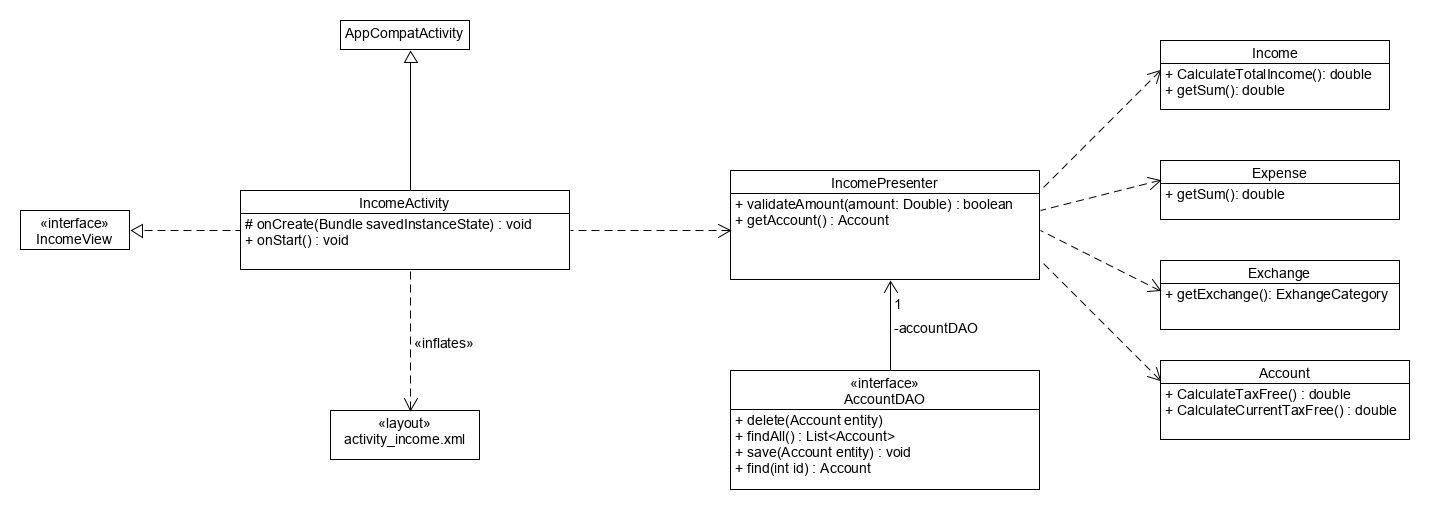 AppCompatActivity
«interface»
IncomeView
IncomeActivity
# onCreate(Bundle savedInstanceState) : void
+ onStart() : void
«inflates»
«layout»
activity_income.xml
IncomePresenter
+ validateAmount(amount: Double) : boolean
+ getAccount() : Account
1
-accountDAO
«interface»
AccountDAO
+ delete(Account entity)
+ findAll() : List<Account>
+ save(Account entity) : void
+ find(int id) : Account
Income
+ CalculateTotalIncome(): double
+ getSum(): double
Expense
+ getSum(): double
Exchange
+ getExchange(): ExhangeCategory
Account
+ CalculateTaxFree() : double
+ CalculateCurrentTaxFree() : double